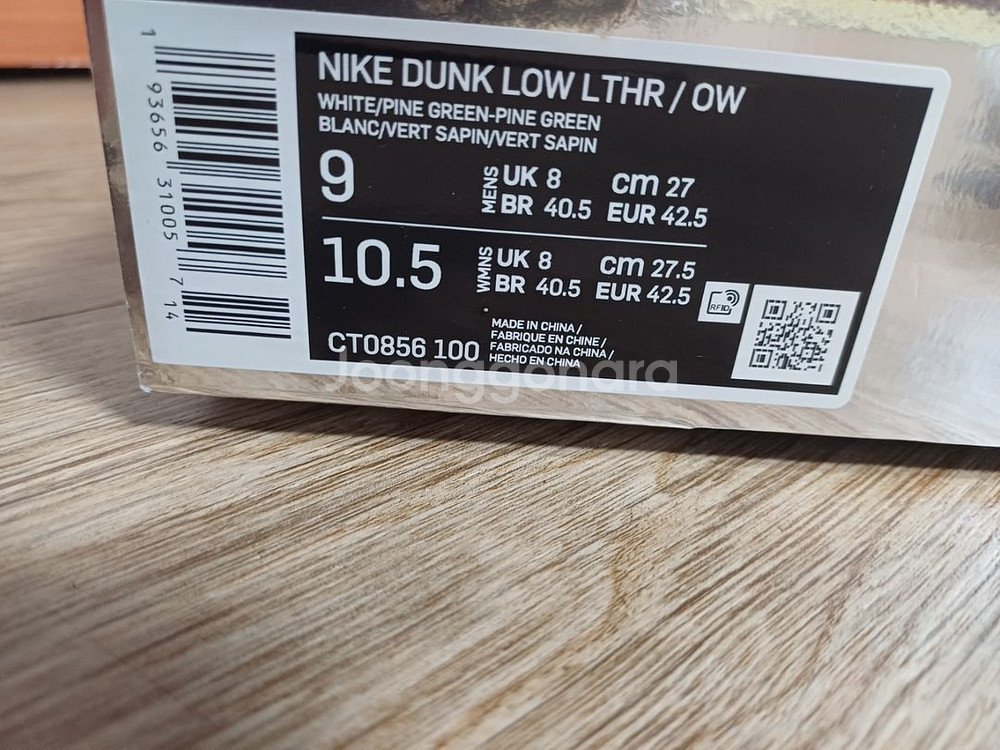 NIKE DUNK LOW LTHR / OW
WHITE/PINE GREEN-PINE GREEN
BLANC/VERT SAPIN/VERT SAPIN
9 MENS UK 8 cm 27
BR 40.5 EUR 42.5
10.5 WMNS UK 8 cm 27.5
BR 40.5 EUR 42.5
RFID
CT0856 100
MADE IN CHINA /
FABRIQUE EN CHINE /
FABRICADO NA CHINA /
HECHO EN CHINA
1 93656 31005 7 14
Joonggonara